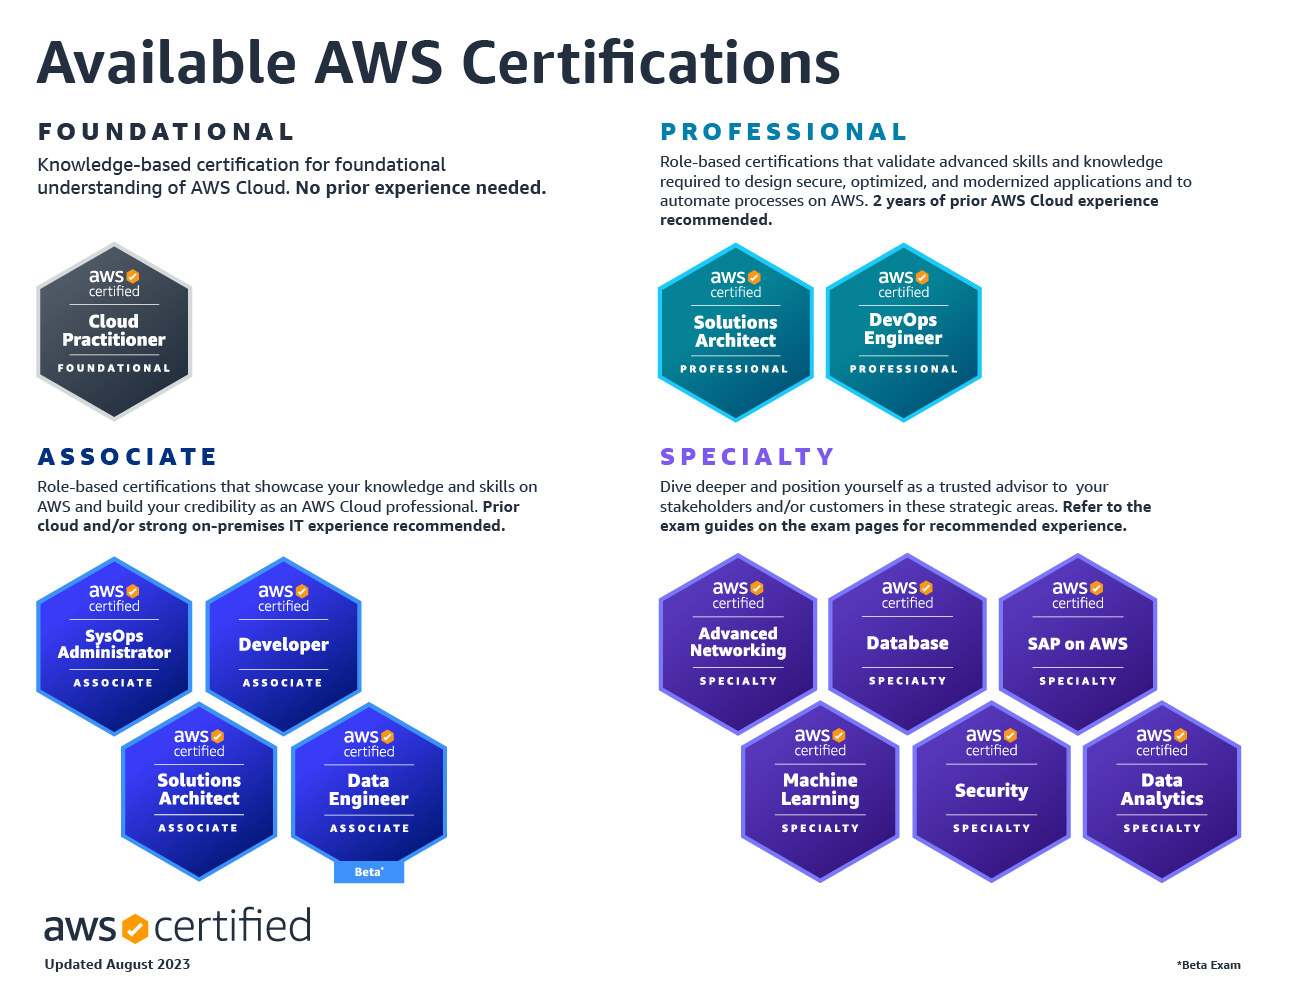 Available AWS Certifications
FOUNDATIONAL
Knowledge-based certification for foundational
understanding of AWS Cloud. No prior experience needed.
aws
certified
Cloud
Practitioner
FOUNDATIONAL
PROFESSIONAL
Role-based certifications that validate advanced skills and knowledge
required to design secure, optimized, and modernized applications and to
automate processes on AWS. 2 years of prior AWS Cloud experience
recommended.
aws
certified
Solutions
Architect
PROFESSIONAL
aws
certified
DevOps
Engineer
PROFESSIONAL
ASSOCIATE
Role-based certifications that showcase your knowledge and skills on
AWS and build your credibility as an AWS Cloud professional. Prior
cloud and/or strong on-premises IT experience recommended.
aws
certified
SysOps
Administrator
ASSOCIATE
aws
certified
Developer
ASSOCIATE
aws
certified
Solutions
Architect
ASSOCIATE
aws
certified
Data
Engineer
ASSOCIATE
Beta*
SPECIALTY
Dive deeper and position yourself as a trusted advisor to  your
stakeholders and/or customers in these strategic areas. Refer to the
exam guides on the exam pages for recommended experience.
aws
certified
Advanced
Networking
SPECIALTY
aws
certified
Database
SPECIALTY
aws
certified
SAP on AWS
SPECIALTY
aws
certified
Machine
Learning
SPECIALTY
aws
certified
Security
SPECIALTY
aws
certified
Data
Analytics
SPECIALTY
aws certified
Updated August 2023
*Beta Exam